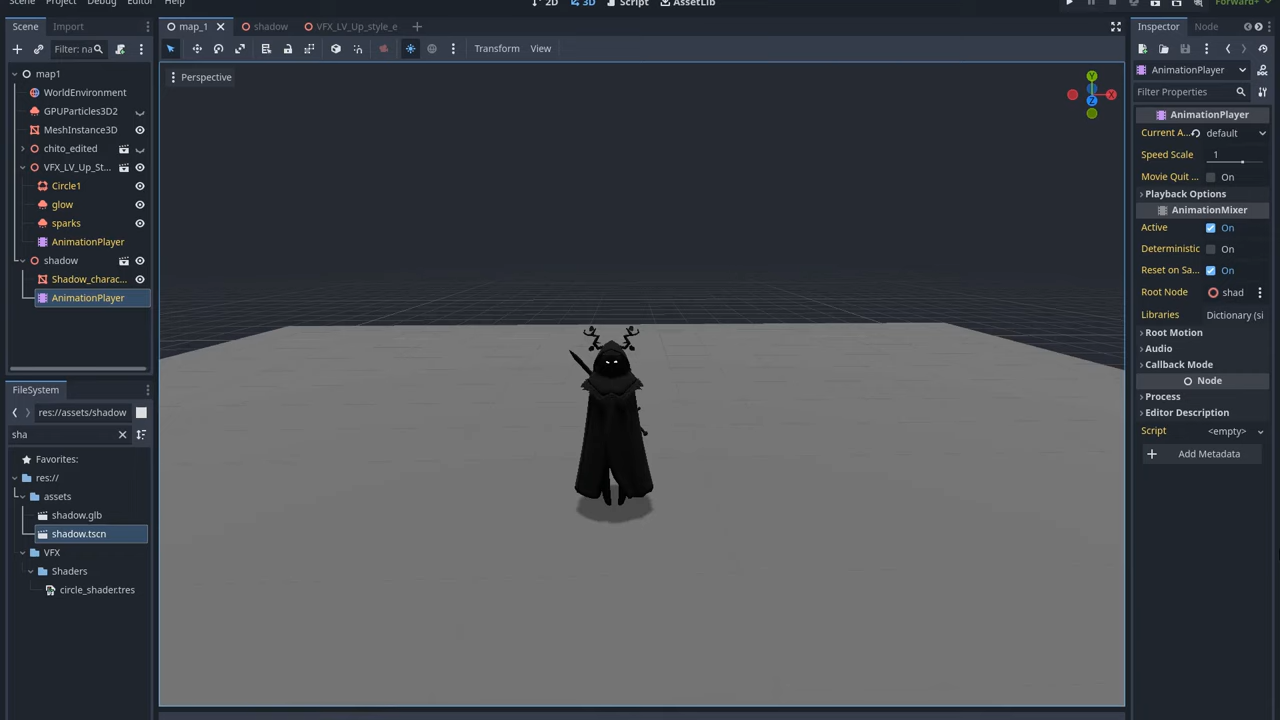 Scene Project Debug Editor Help
2D 3D Script AssetLib
Forward+
Scene Import
Filter: na
map1
WorldEnvironment
GPUParticles3D2
MeshInstance3D
chito_edited
VFX_LV_Up_St...
Circle1
glow
sparks
AnimationPlayer
shadow
Shadow_charac...
AnimationPlayer
FileSystem
res://assets/shadow
sha
Favorites:
res://
assets
shadow.glb
shadow.tscn
VFX
Shaders
circle_shader.tres
map_1 shadow VFX_LV_Up_style_e
Transform View
Perspective
Y
X
Z
Inspector Node
AnimationPlayer
Filter Properties
AnimationPlayer
Current A... default
Speed Scale 1
Movie Quit ... On
Playback Options
AnimationMixer
Active On
Deterministic On
Reset on Sa... On
Root Node shad
Libraries Dictionary (si
Root Motion
Audio
Callback Mode
Node
Process
Editor Description
Script <empty>
Add Metadata